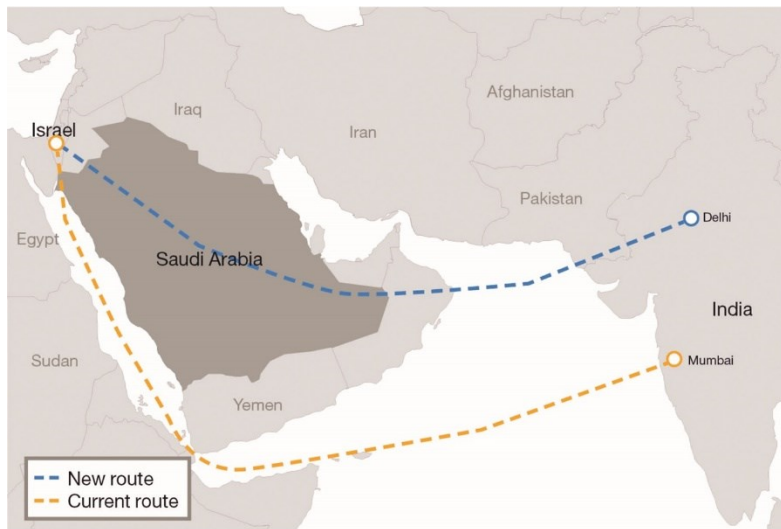 Afghanistan
Iraq
Israel
Iran
Pakistan
Delhi
Egypt
Saudi Arabia
India
Sudan
Mumbai
Yemen
New route
Current route